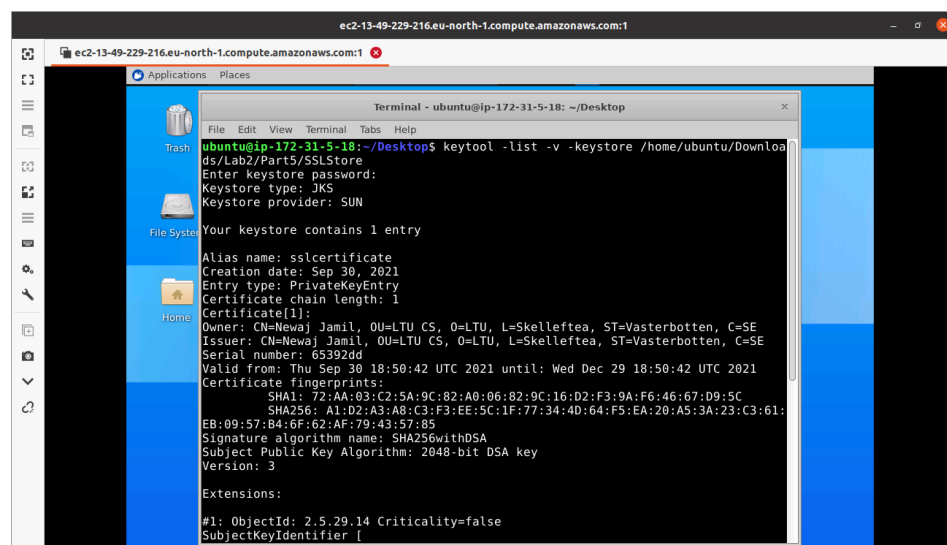 ec2-13-49-229-216.eu-north-1.compute.amazonaws.com:1
ec2-13-49-229-216.eu-north-1.compute.amazonaws.com:1
Applications Places
Terminal - ubuntu@ip-172-31-5-18: ~/Desktop
File Edit View Terminal Tabs Help
Trash
File System
Home
ubuntu@ip-172-31-5-18:~/Desktop$ keytool -list -v -keystore /home/ubuntu/Downloa
ds/Lab2/Part5/SSLStore
Enter keystore password:
Keystore type: JKS
Keystore provider: SUN
Your keystore contains 1 entry
Alias name: sslcertificate
Creation date: Sep 30, 2021
Entry type: PrivateKeyEntry
Certificate chain length: 1
Certificate[1]:
Owner: CN=Newaj Jamil, OU=LTU CS, O=LTU, L=Skelleftea, ST=Vasterbotten, C=SE
Issuer: CN=Newaj Jamil, OU=LTU CS, O=LTU, L=Skelleftea, ST=Vasterbotten, C=SE
Serial number: 65392dd
Valid from: Thu Sep 30 18:50:42 UTC 2021 until: Wed Dec 29 18:50:42 UTC 2021
Certificate fingerprints:
SHA1: 72:AA:03:C2:5A:9C:82:A0:06:82:9C:16:D2:F3:9A:F6:46:67:D9:5C
SHA256: A1:D2:A3:A8:C3:F3:EE:5C:1F:77:34:4D:64:F5:EA:20:A5:3A:23:C3:61:
EB:09:57:B4:6F:62:AF:79:43:57:85
Signature algorithm name: SHA256withDSA
Subject Public Key Algorithm: 2048-bit DSA key
Version: 3
Extensions:
#1: ObjectId: 2.5.29.14 Criticality=false
SubjectKeyIdentifier [